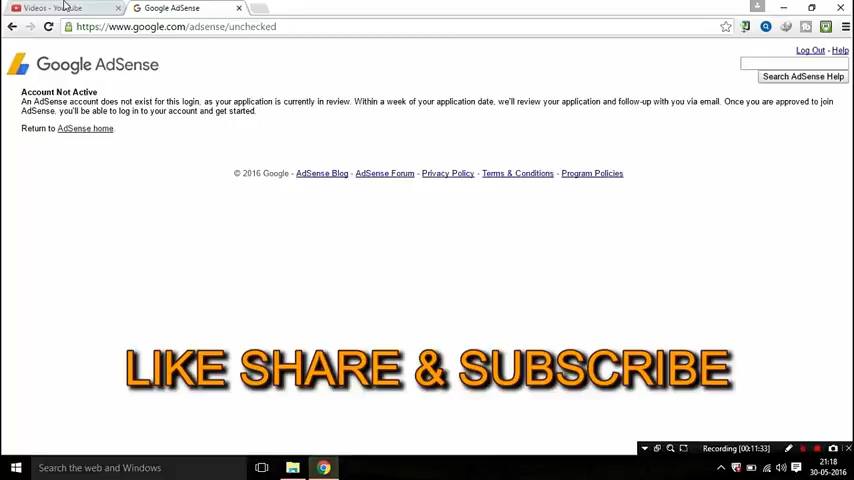 Videos - YouTube
Google AdSense
https://www.google.com/adsense/unchecked
Log Out - Help
Google AdSense
Search AdSense Help
Account Not Active
An AdSense account does not exist for this login, as your application is currently in review. Within a week of your application date, we'll review your application and follow-up with you via email. Once you are approved to join
AdSense, you'll be able to log in to your account and get started.
Return to AdSense home.
© 2016 Google - AdSense Blog - AdSense Forum - Privacy Policy - Terms & Conditions - Program Policies
LIKE SHARE & SUBSCRIBE
Recording [00:11:33]
Search the web and Windows
21:18
30-05-2016